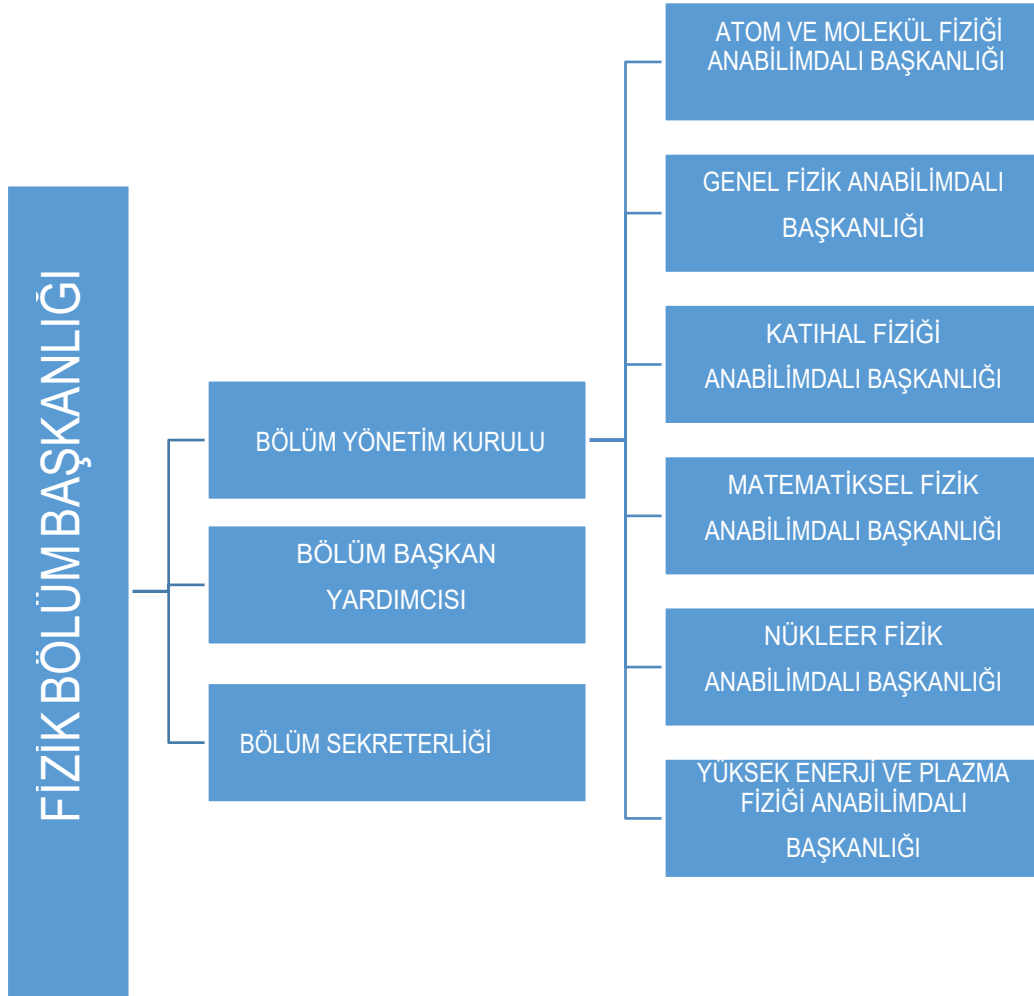 FİZİK BÖLÜM BAŞKANLIĞI
BÖLÜM YÖNETİM KURULU
BÖLÜM BAŞKAN
YARDIMCISI
BÖLÜM SEKRETERLİĞİ
ATOM VE MOLEKÜL FİZİĞİ
ANABİLİMDALI BAŞKANLIĞI
GENEL FİZİK ANABİLİMDALI
BAŞKANLIĞI
KATIHAL FİZİĞİ
ANABİLİMDALI BAŞKANLIĞI
MATEMATİKSEL FİZİK
ANABİLİMDALI BAŞKANLIĞI
NÜKLEER FİZİK
ANABİLİMDALI BAŞKANLIĞI
YÜKSEK ENERJİ VE PLAZMA
FİZİĞİ ANABİLİMDALI
BAŞKANLIĞI